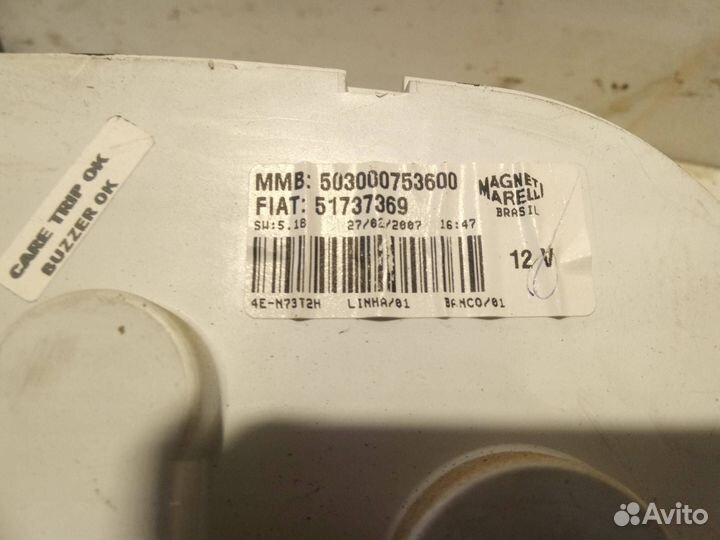 CARE TRIP OK
BUZZER OK
MMB: 503000753600
FIAT: 51737369
SW:5.18 27/02/2007 16:47
4E-N73T2H LINHA/01 BANCO/01
MAGNETI
MARELLI
BRASIL
12 V
Avito